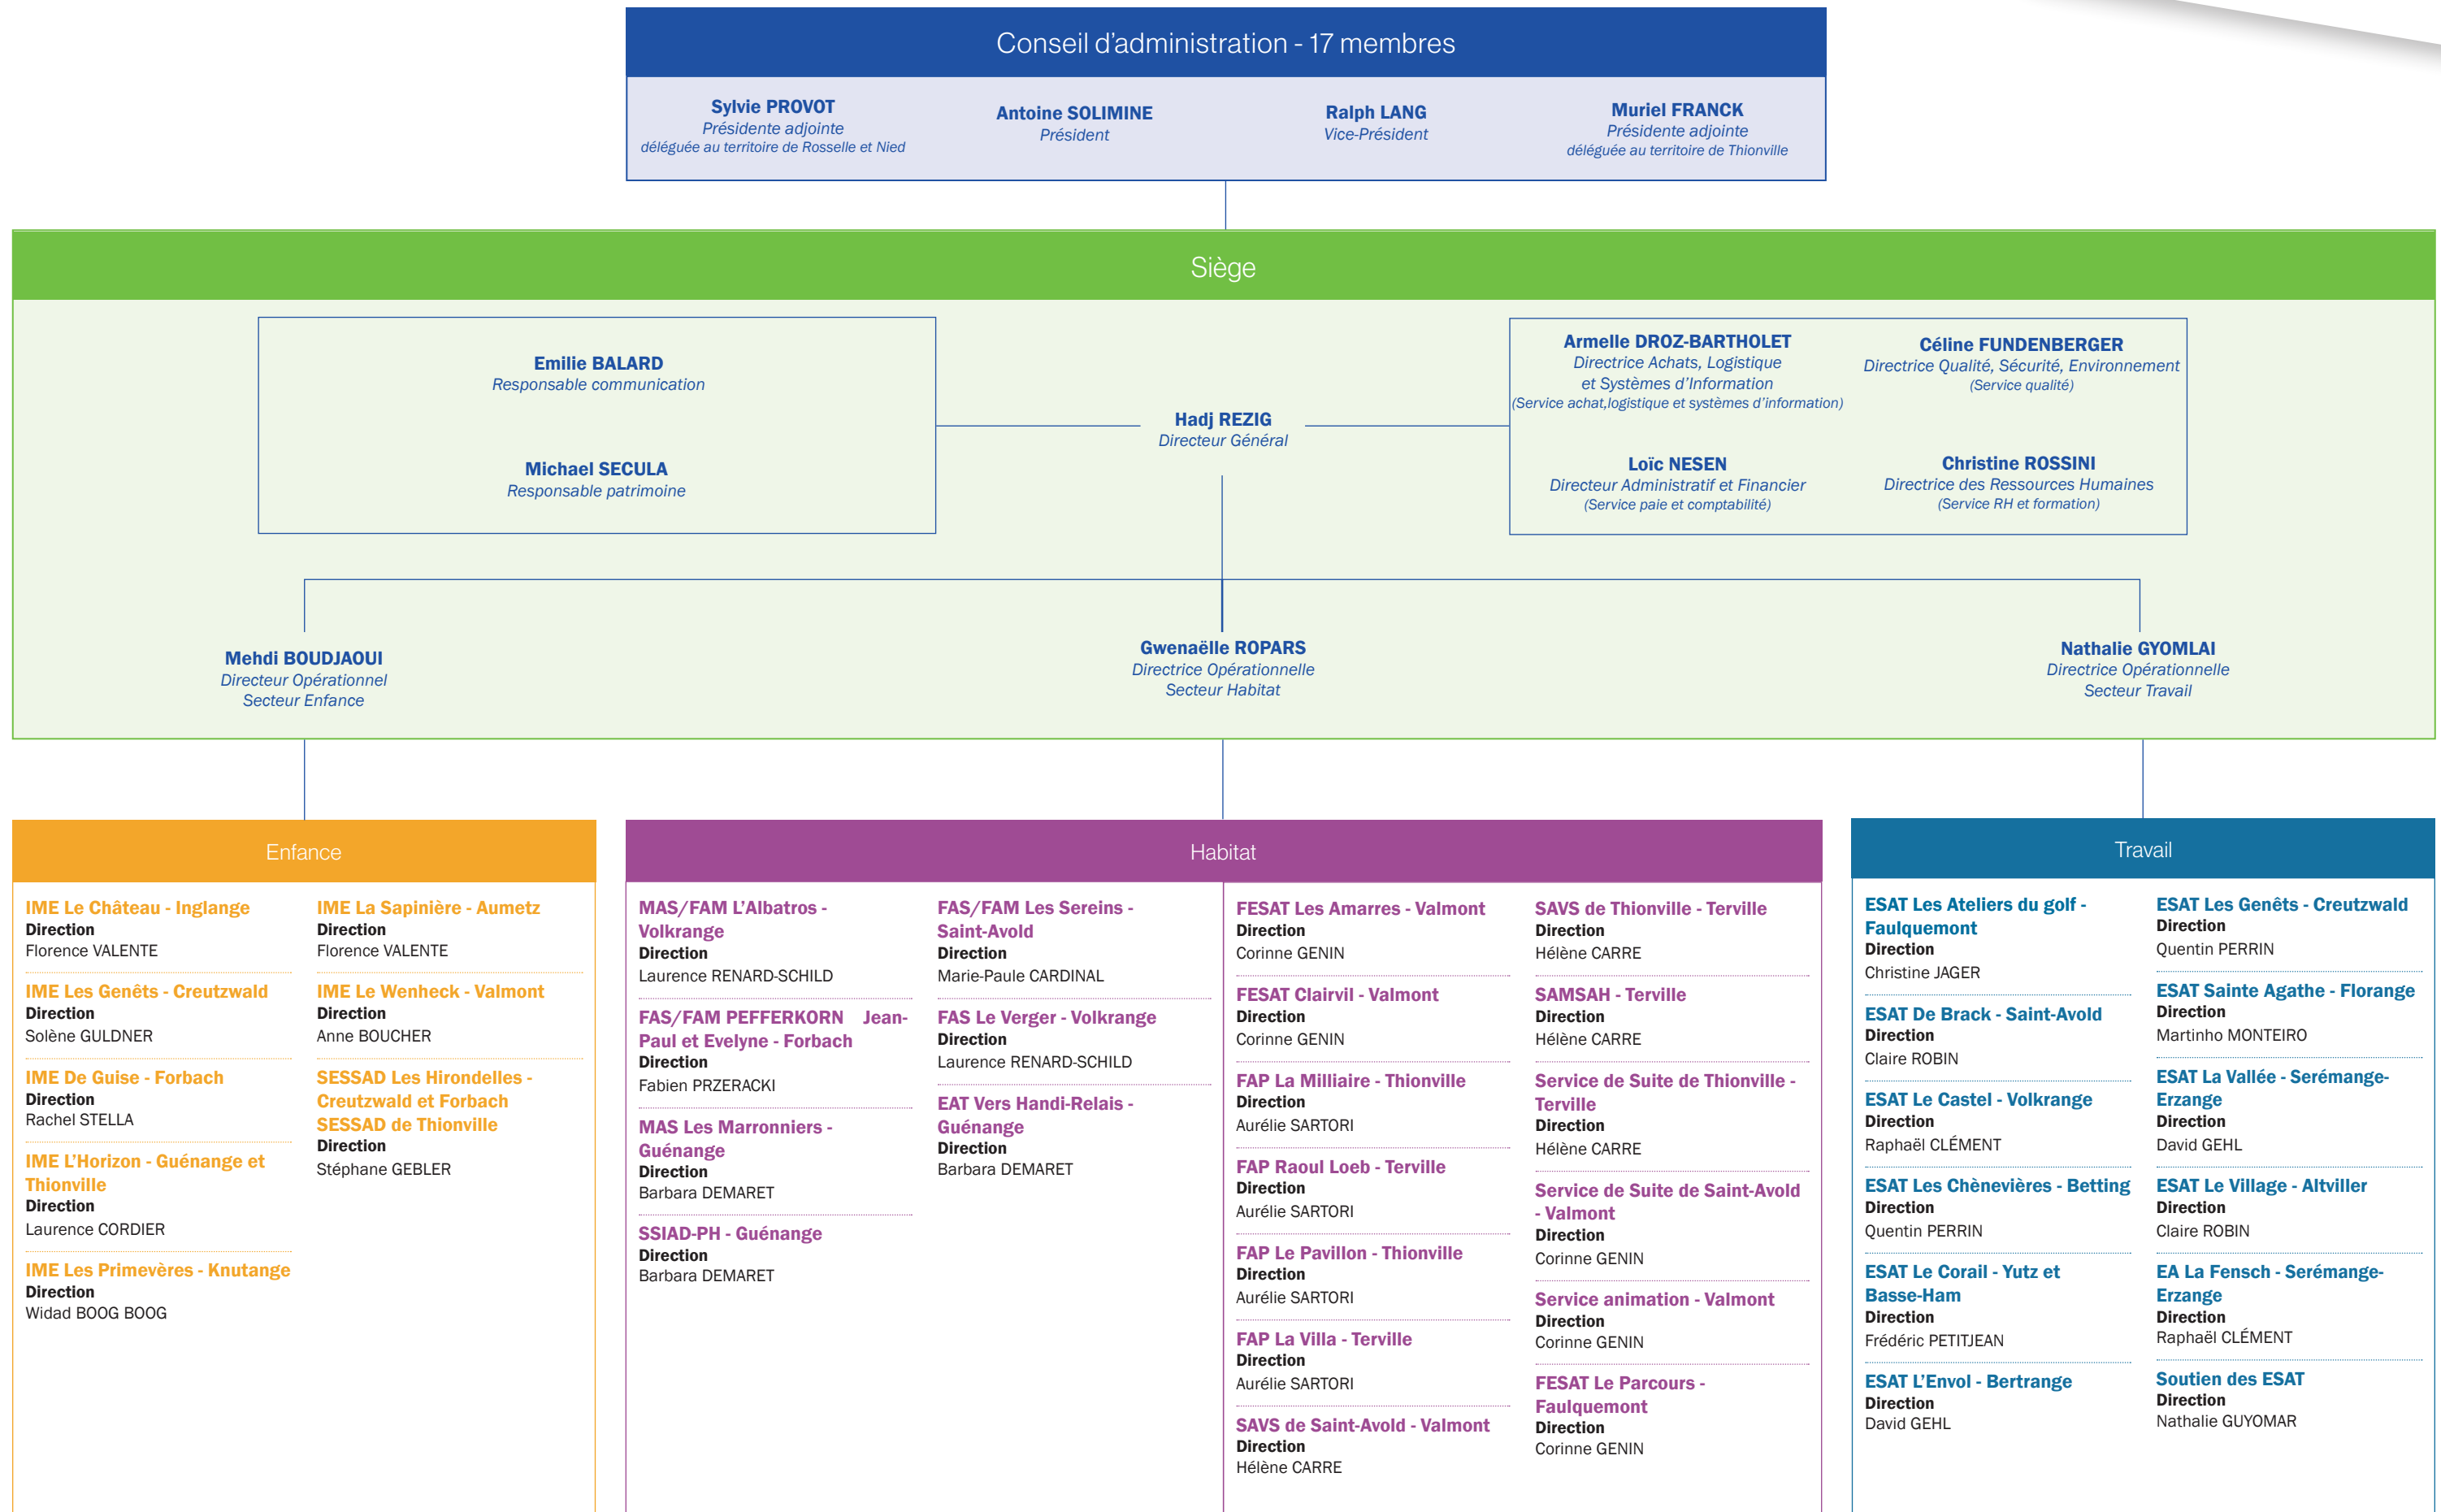 Conseil d'administration - 17 membres
Sylvie PROVOT
Présidente adjointe
déléguée au territoire de Rosselle et Nied
Antoine SOLIMINE
Président
Ralph LANG
Vice-Président
Muriel FRANCK
Présidente adjointe
déléguée au territoire de Thionville
Siège
Emilie BALARD
Responsable communication
Michael SECULA
Responsable patrimoine
Hadj REZIG
Directeur Général
Armelle DROZ-BARTHOLET
Directrice Achats, Logistique
et Systèmes d'Information
(Service achat,logistique et systèmes d'information)
Céline FUNDENBERGER
Directrice Qualité, Sécurité, Environnement
(Service qualité)
Loïc NESEN
Directeur Administratif et Financier
(Service paie et comptabilité)
Christine ROSSINI
Directrice des Ressources Humaines
(Service RH et formation)
Mehdi BOUDJAOUI
Directeur Opérationnel
Secteur Enfance
Gwenaëlle ROPARS
Directrice Opérationnelle
Secteur Habitat
Nathalie GYOMLAI
Directrice Opérationnelle
Secteur Travail
Enfance
IME Le Château - Inglange
Direction
Florence VALENTE
IME Les Genêts - Creutzwald
Direction
Solène GULDNER
IME De Guise - Forbach
Direction
Rachel STELLA
IME L'Horizon - Guénange et
Thionville
Direction
Laurence CORDIER
IME Les Primevères - Knutange
Direction
Widad BOOG BOOG
IME La Sapinière - Aumetz
Direction
Florence VALENTE
IME Le Wenheck - Valmont
Direction
Anne BOUCHER
SESSAD Les Hirondelles -
Creutzwald et Forbach
SESSAD de Thionville
Direction
Stéphane GEBLER
Habitat
MAS/FAM L'Albatros -
Volkrange
Direction
Laurence RENARD-SCHILD
FAS/FAM PEFFERKORN Jean-
Paul et Evelyne - Forbach
Direction
Fabien PRZERACKI
MAS Les Marronniers -
Guénange
Direction
Barbara DEMARET
SSIAD-PH - Guénange
Direction
Barbara DEMARET
FAS/FAM Les Sereins -
Saint-Avold
Direction
Marie-Paule CARDINAL
FAS Le Verger - Volkrange
Direction
Laurence RENARD-SCHILD
EAT Vers Handi-Relais -
Guénange
Direction
Barbara DEMARET
FESAT Les Amarres - Valmont
Direction
Corinne GENIN
FESAT Clairvil - Valmont
Direction
Corinne GENIN
FAP La Milliaire - Thionville
Direction
Aurélie SARTORI
FAP Raoul Loeb - Terville
Direction
Aurélie SARTORI
FAP Le Pavillon - Thionville
Direction
Aurélie SARTORI
FAP La Villa - Terville
Direction
Aurélie SARTORI
SAVS de Saint-Avold - Valmont
Direction
Hélène CARRE
SAVS de Thionville - Terville
Direction
Hélène CARRE
SAMSAH - Terville
Direction
Hélène CARRE
Service de Suite de Thionville -
Terville
Direction
Hélène CARRE
Service de Suite de Saint-Avold
- Valmont
Direction
Corinne GENIN
Service animation - Valmont
Direction
Corinne GENIN
FESAT Le Parcours -
Faulquemont
Direction
Corinne GENIN
Travail
ESAT Les Ateliers du golf -
Faulquemont
Direction
Christine JAGER
ESAT De Brack - Saint-Avold
Direction
Claire ROBIN
ESAT Le Castel - Volkrange
Direction
Raphaël CLÉMENT
ESAT Les Chènevières - Betting
Direction
Quentin PERRIN
ESAT Le Corail - Yutz et
Basse-Ham
Direction
Frédéric PETITJEAN
ESAT L'Envol - Bertrange
Direction
David GEHL
ESAT Les Genêts - Creutzwald
Direction
Quentin PERRIN
ESAT Sainte Agathe - Florange
Direction
Martinho MONTEIRO
ESAT La Vallée - Serémange-
Erzange
Direction
David GEHL
ESAT Le Village - Altviller
Direction
Claire ROBIN
EA La Fensch - Serémange-
Erzange
Direction
Raphaël CLÉMENT
Soutien des ESAT
Direction
Nathalie GUYOMAR